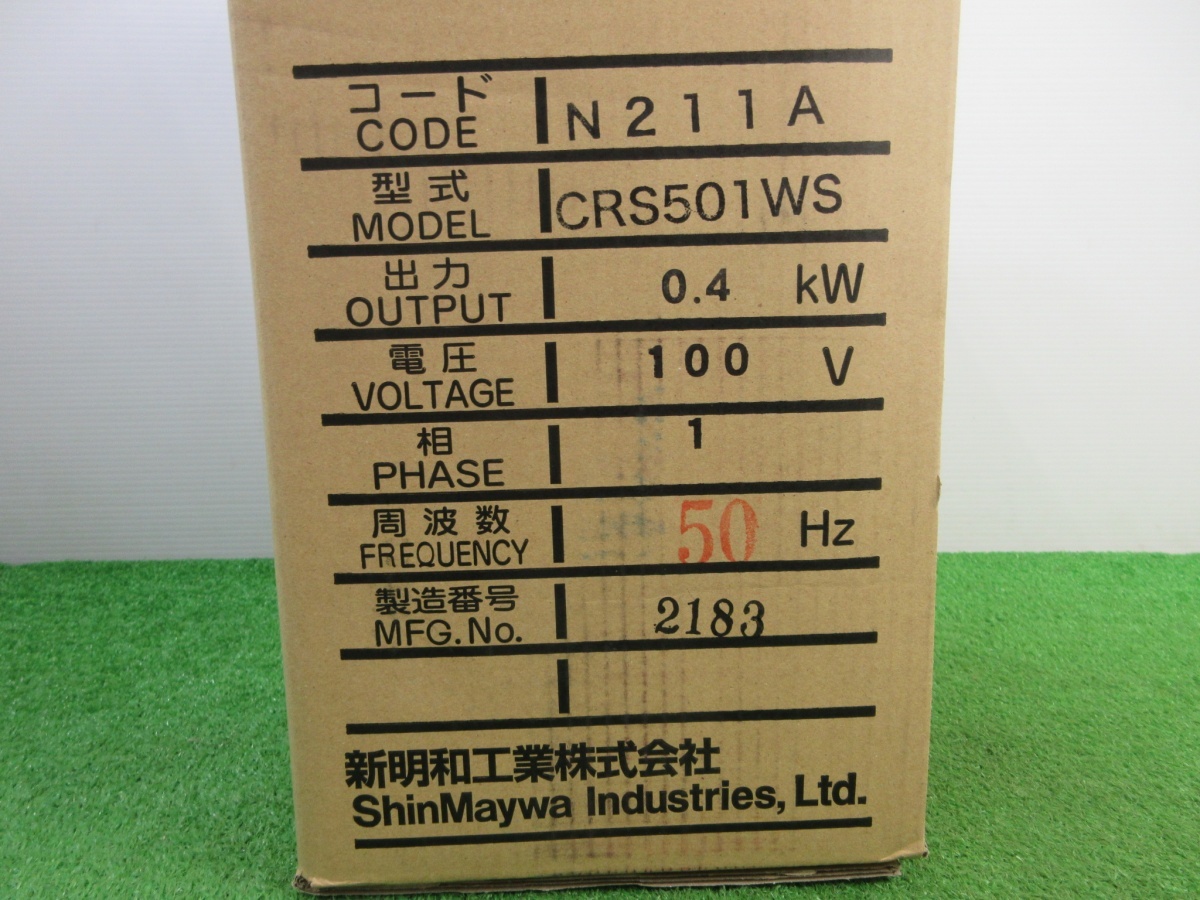 コード
CODE N211A
型式
MODEL CRS501WS
出力
OUTPUT 0.4 kW
電圧
VOLTAGE 100 V
相
PHASE 1
周波数
FREQUENCY 50 Hz
製造番号
MFG.No. 2183
新明和工業株式会社
ShinMaywa Industries, Ltd.